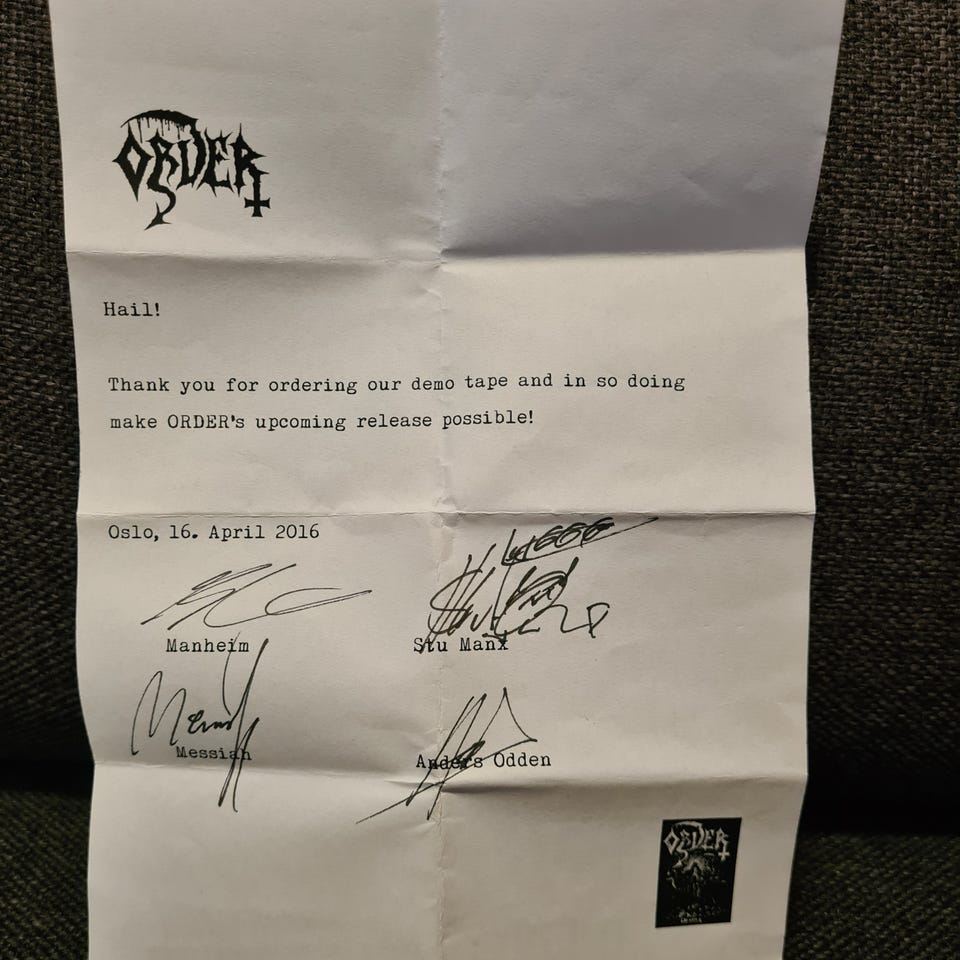 ORDER
Hail!
Thank you for ordering our demo tape and in so doing
make ORDER's upcoming release possible!
Oslo, 16. April 2016
Manheim
Stu Manx
Messiah
Anders Odden
ORDER